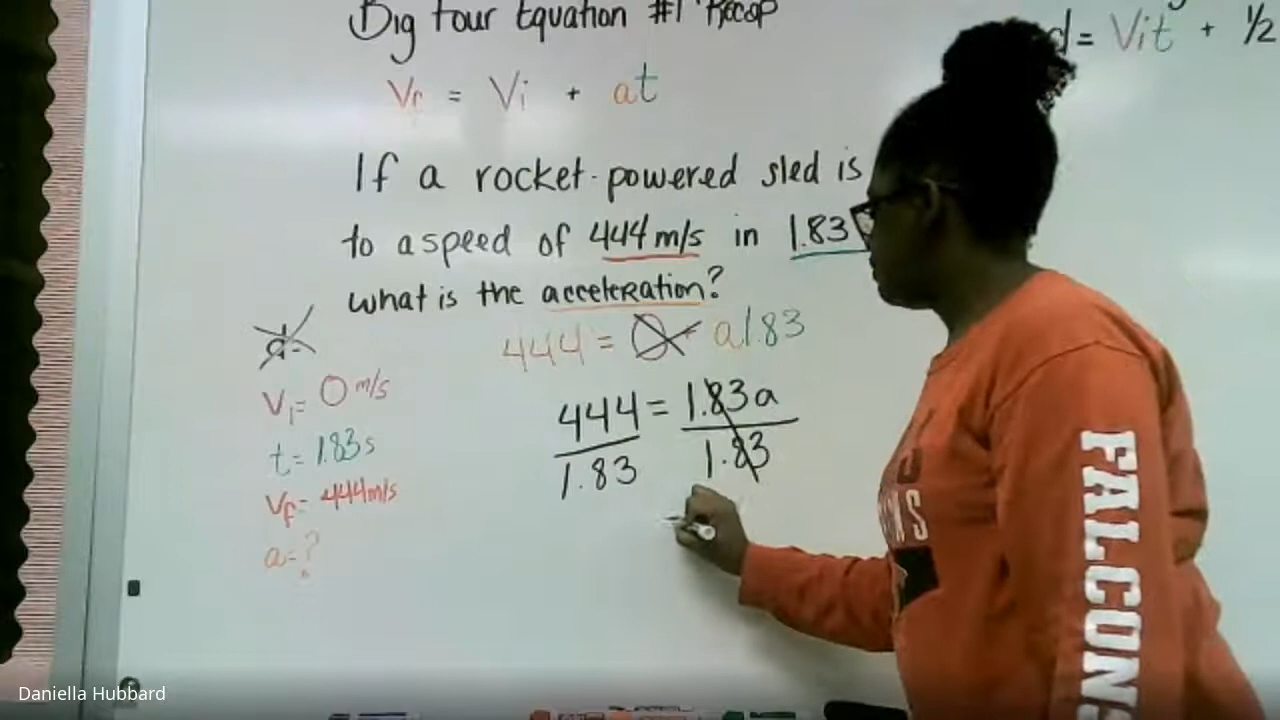 Big Four Equation #1 Recap
d= Vit + 1/2
Vf = Vi + at
If a rocket-powered sled is
to a speed of 444 m/s in 1.83
what is the acceleration?
444 = 0 + a1.83
d=
Vi= 0 m/s
t= 1.83s
Vf= 444m/s
a=?
444 = 1.83a
1.83 1.83
FALCONS
Daniella Hubbard